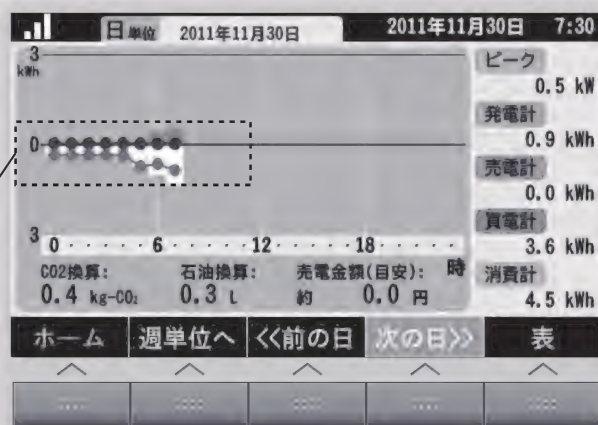 日単位 2011年11月30日 2011年11月30日 7:30
3
kWh
0
3
0 ····· 6 ····· 12 ····· 18 ····· 時
CO2換算: 石油換算: 売電金額(目安):
0.4 kg-CO₂ 0.3 L 約 0.0 円
ピーク
0.5 kW
発電計
0.9 kWh
売電計
0.0 kWh
買電計
3.6 kWh
消費計
4.5 kWh
ホーム 週単位へ <<前の日 次の日>> 表